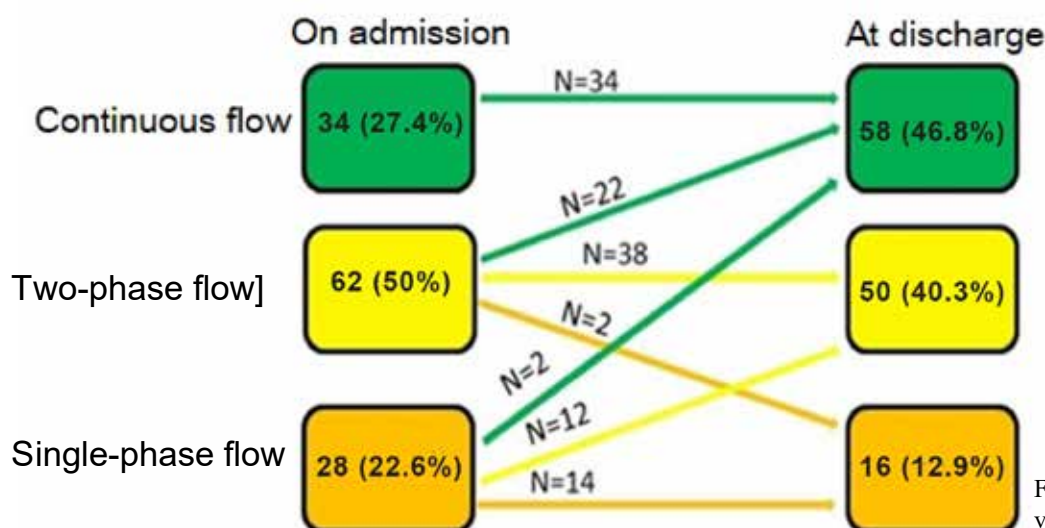 On admission
At discharge
Continuous flow
34 (27.4%)
N=34
58 (46.8%)
N=22
Two-phase flow]
62 (50%)
N=38
50 (40.3%)
N=2
N=2
N=12
Single-phase flow
28 (22.6%)
N=14
16 (12.9%)